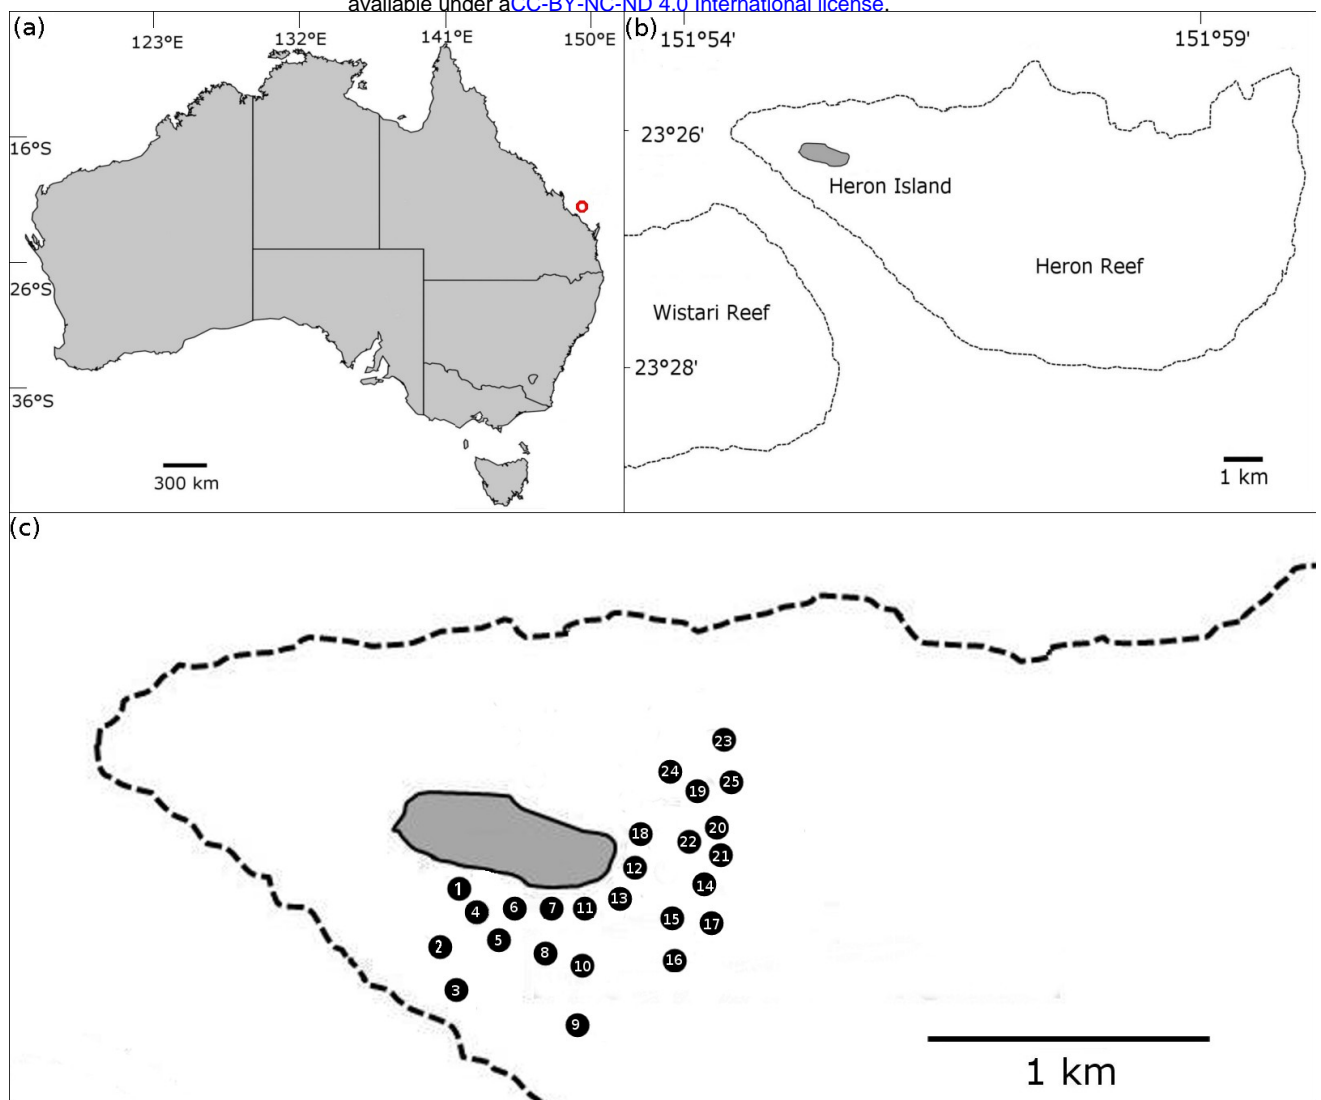 available under aCC-BY-NC-ND 4.0 International license.
(a)
123°E
132°E
141°E
150°E
16°S
26°S
36°S
300 km
(b)
151°54'
151°59'
23°26'
Heron Island
Heron Reef
Wistari Reef
23°28'
1 km
(c)
23
24
25
19
18
20
22
21
12
14
1
13
4
6
7
11
15
17
2
5
8
10
16
3
9
1 km